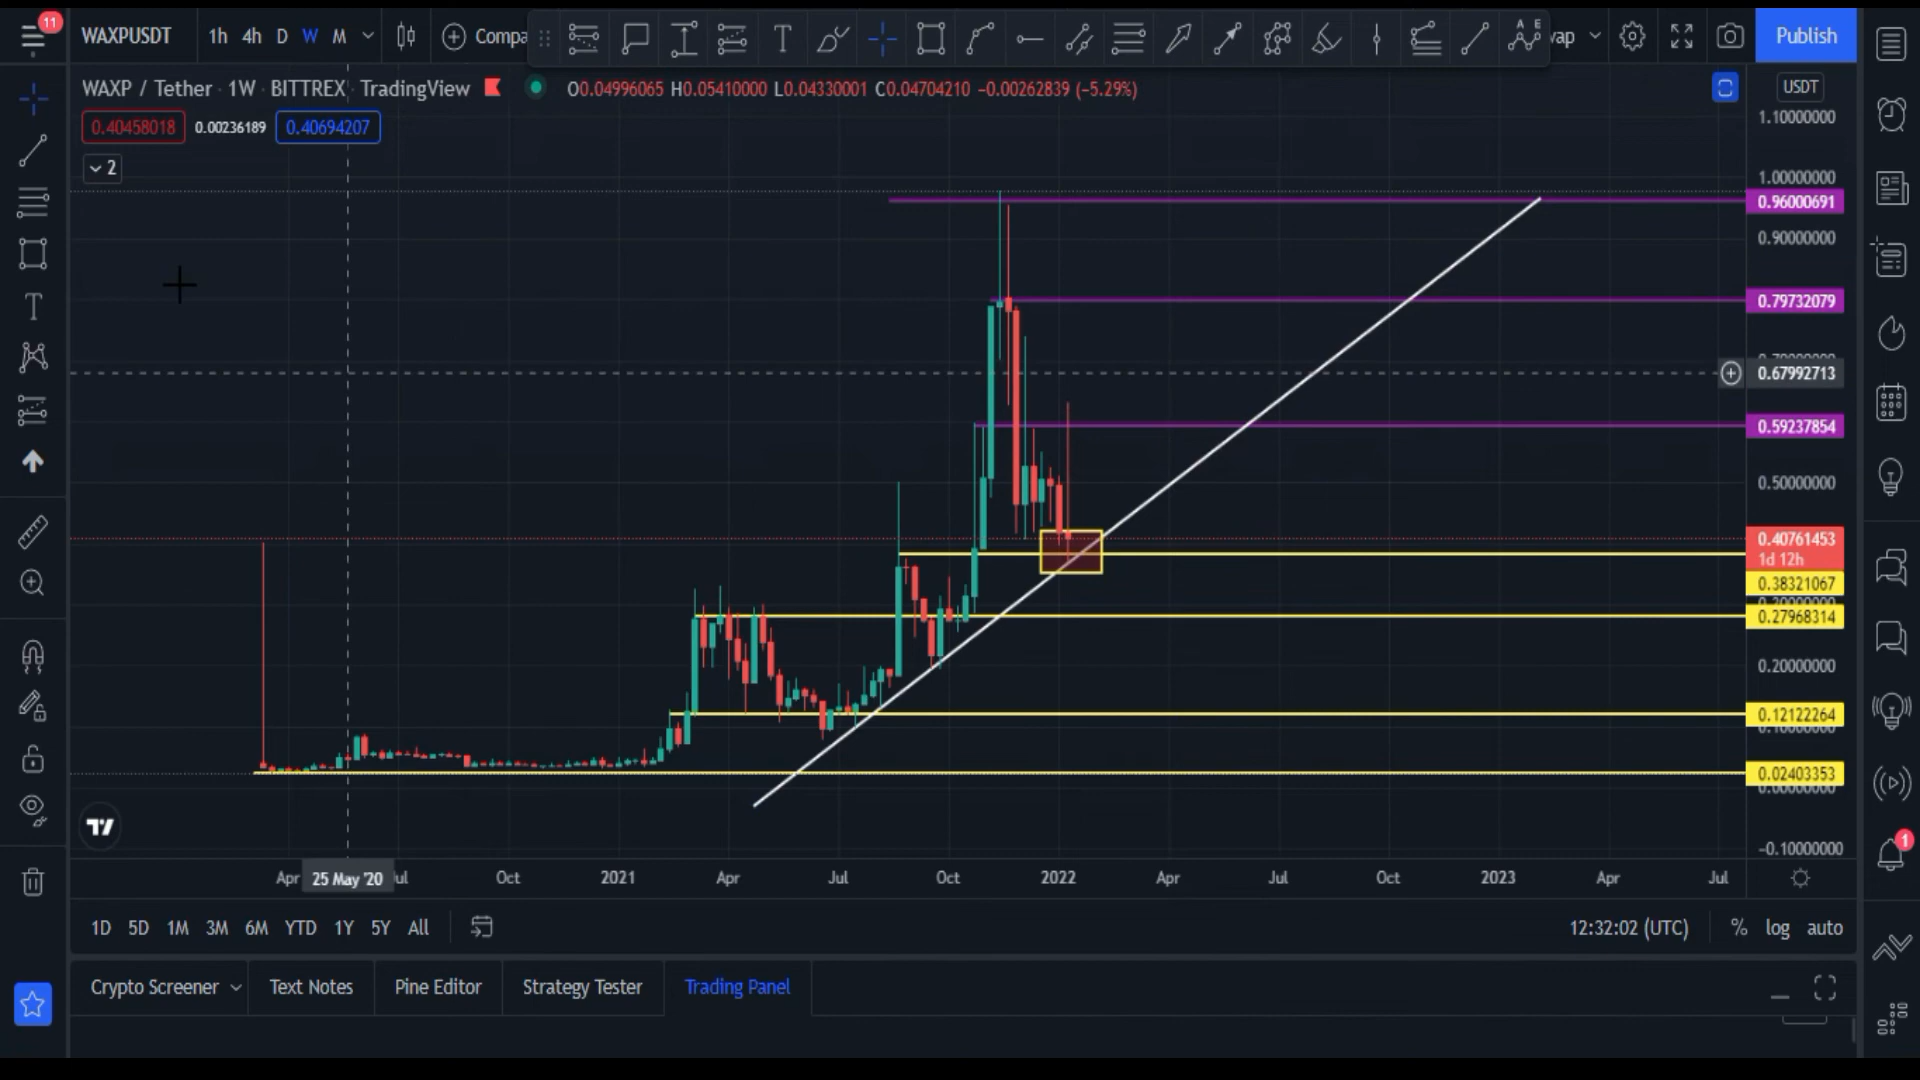 11
WAXPUSDT 1h 4h D W M Compa vap Publish
WAXP / Tether · 1W · BITTREX · TradingView O0.04996065 H0.05410000 L0.04330001 C0.04704210 −0.00262839 (−5.29%) USDT
0.40458018 0.00236189 0.40694207
2
1.10000000
1.00000000
0.96000691
0.90000000
0.79732079
0.67992713
0.59237854
0.50000000
0.40761453
1d 12h
0.38321067
0.27968314
0.20000000
0.12122264
0.10000000
0.02403353
0.00000000
−0.10000000
Apr 25 May '20 ul Oct 2021 Apr Jul Oct 2022 Apr Jul Oct 2023 Apr Jul
1D 5D 1M 3M 6M YTD 1Y 5Y All 12:32:02 (UTC) % log auto
Crypto Screener Text Notes Pine Editor Strategy Tester Trading Panel
1